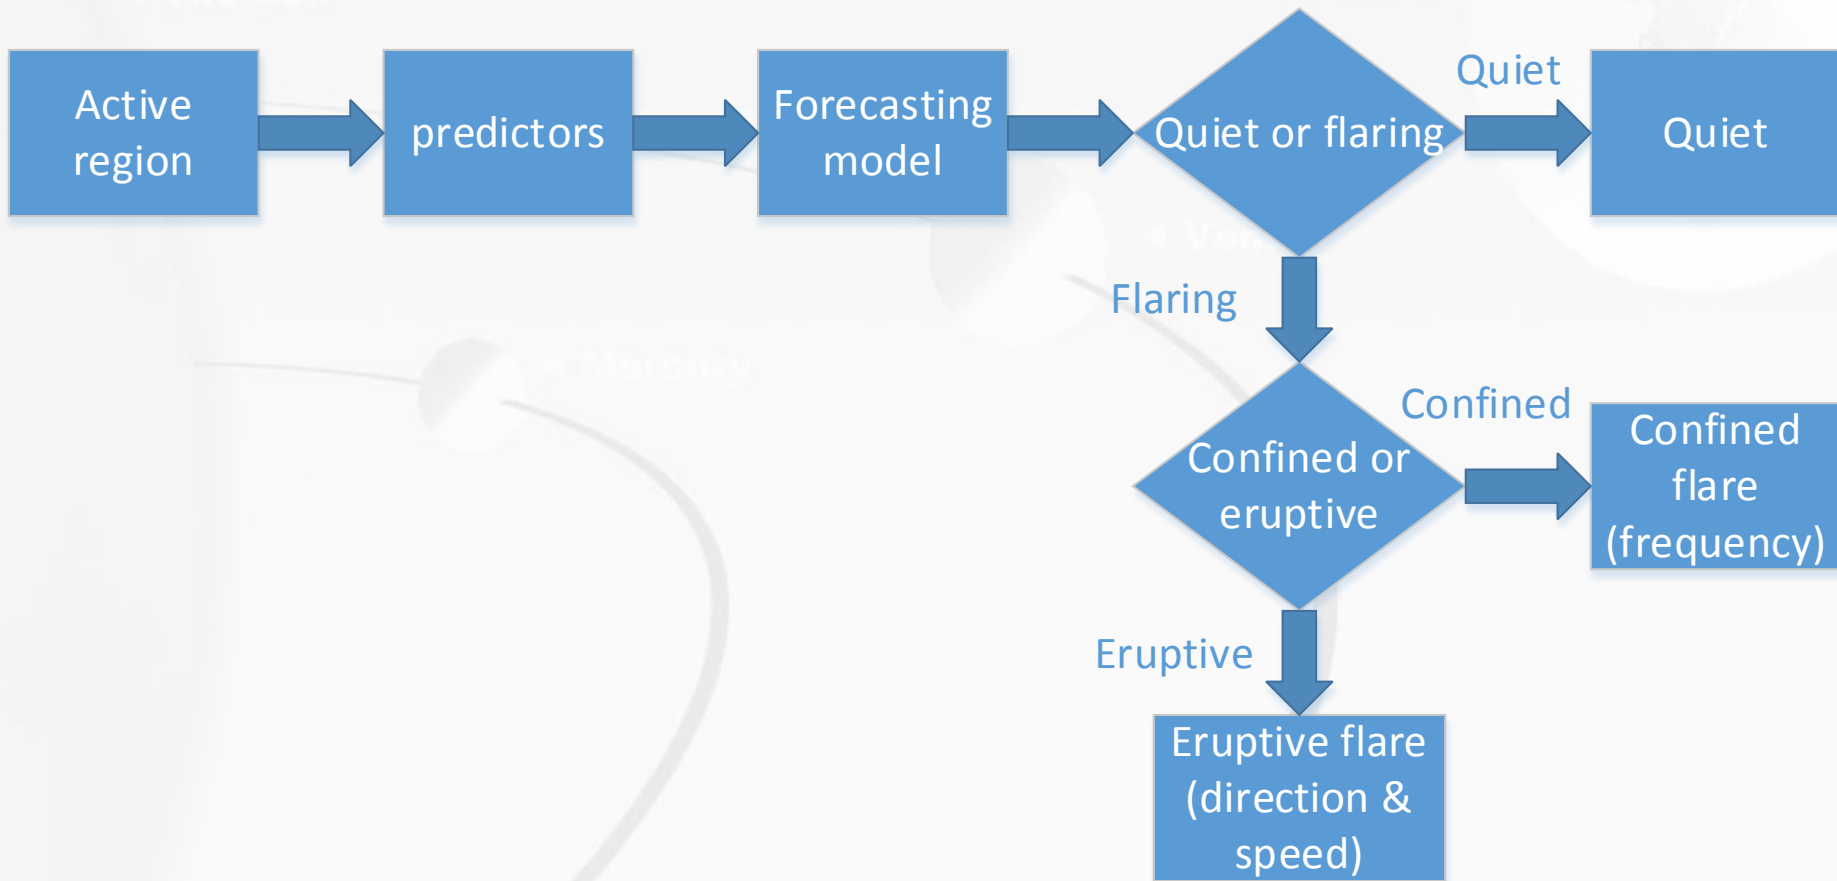 Active
region
predictors
Forecasting
model
Quiet or flaring
Quiet
Quiet
Flaring
Confined or
eruptive
Confined
Confined
flare
(frequency)
Eruptive
Eruptive flare
(direction &
speed)
◄ Mercury